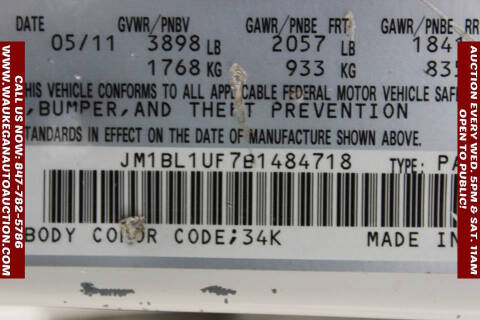 GVWR/PNBV GAWR/PNBE FRT GAWR/PNBE RR
05/11 3898 LB 2057 LB
1768 KG 933 KG
THIS VEHICLE CONFORMS TO ALL APPLICABLE FEDERAL MOTOR VEHICLE
,BUMPER,AND THEFT PREVENTION
STANDARDS IN EFFECT ON THE DATE OF MANUFACTURE SHOWN ABOVE.
JM1BL1UF7B1484718 TYPE:
BODY COLOR CODE;34K MADE IN
CALL US NOW: 847-782-5786
WWW.WAUKEGANAUTOAUCTION.COM
AUCTION EVERY WED. 5PM & SAT. 11AM
OPEN TO PUBLIC!